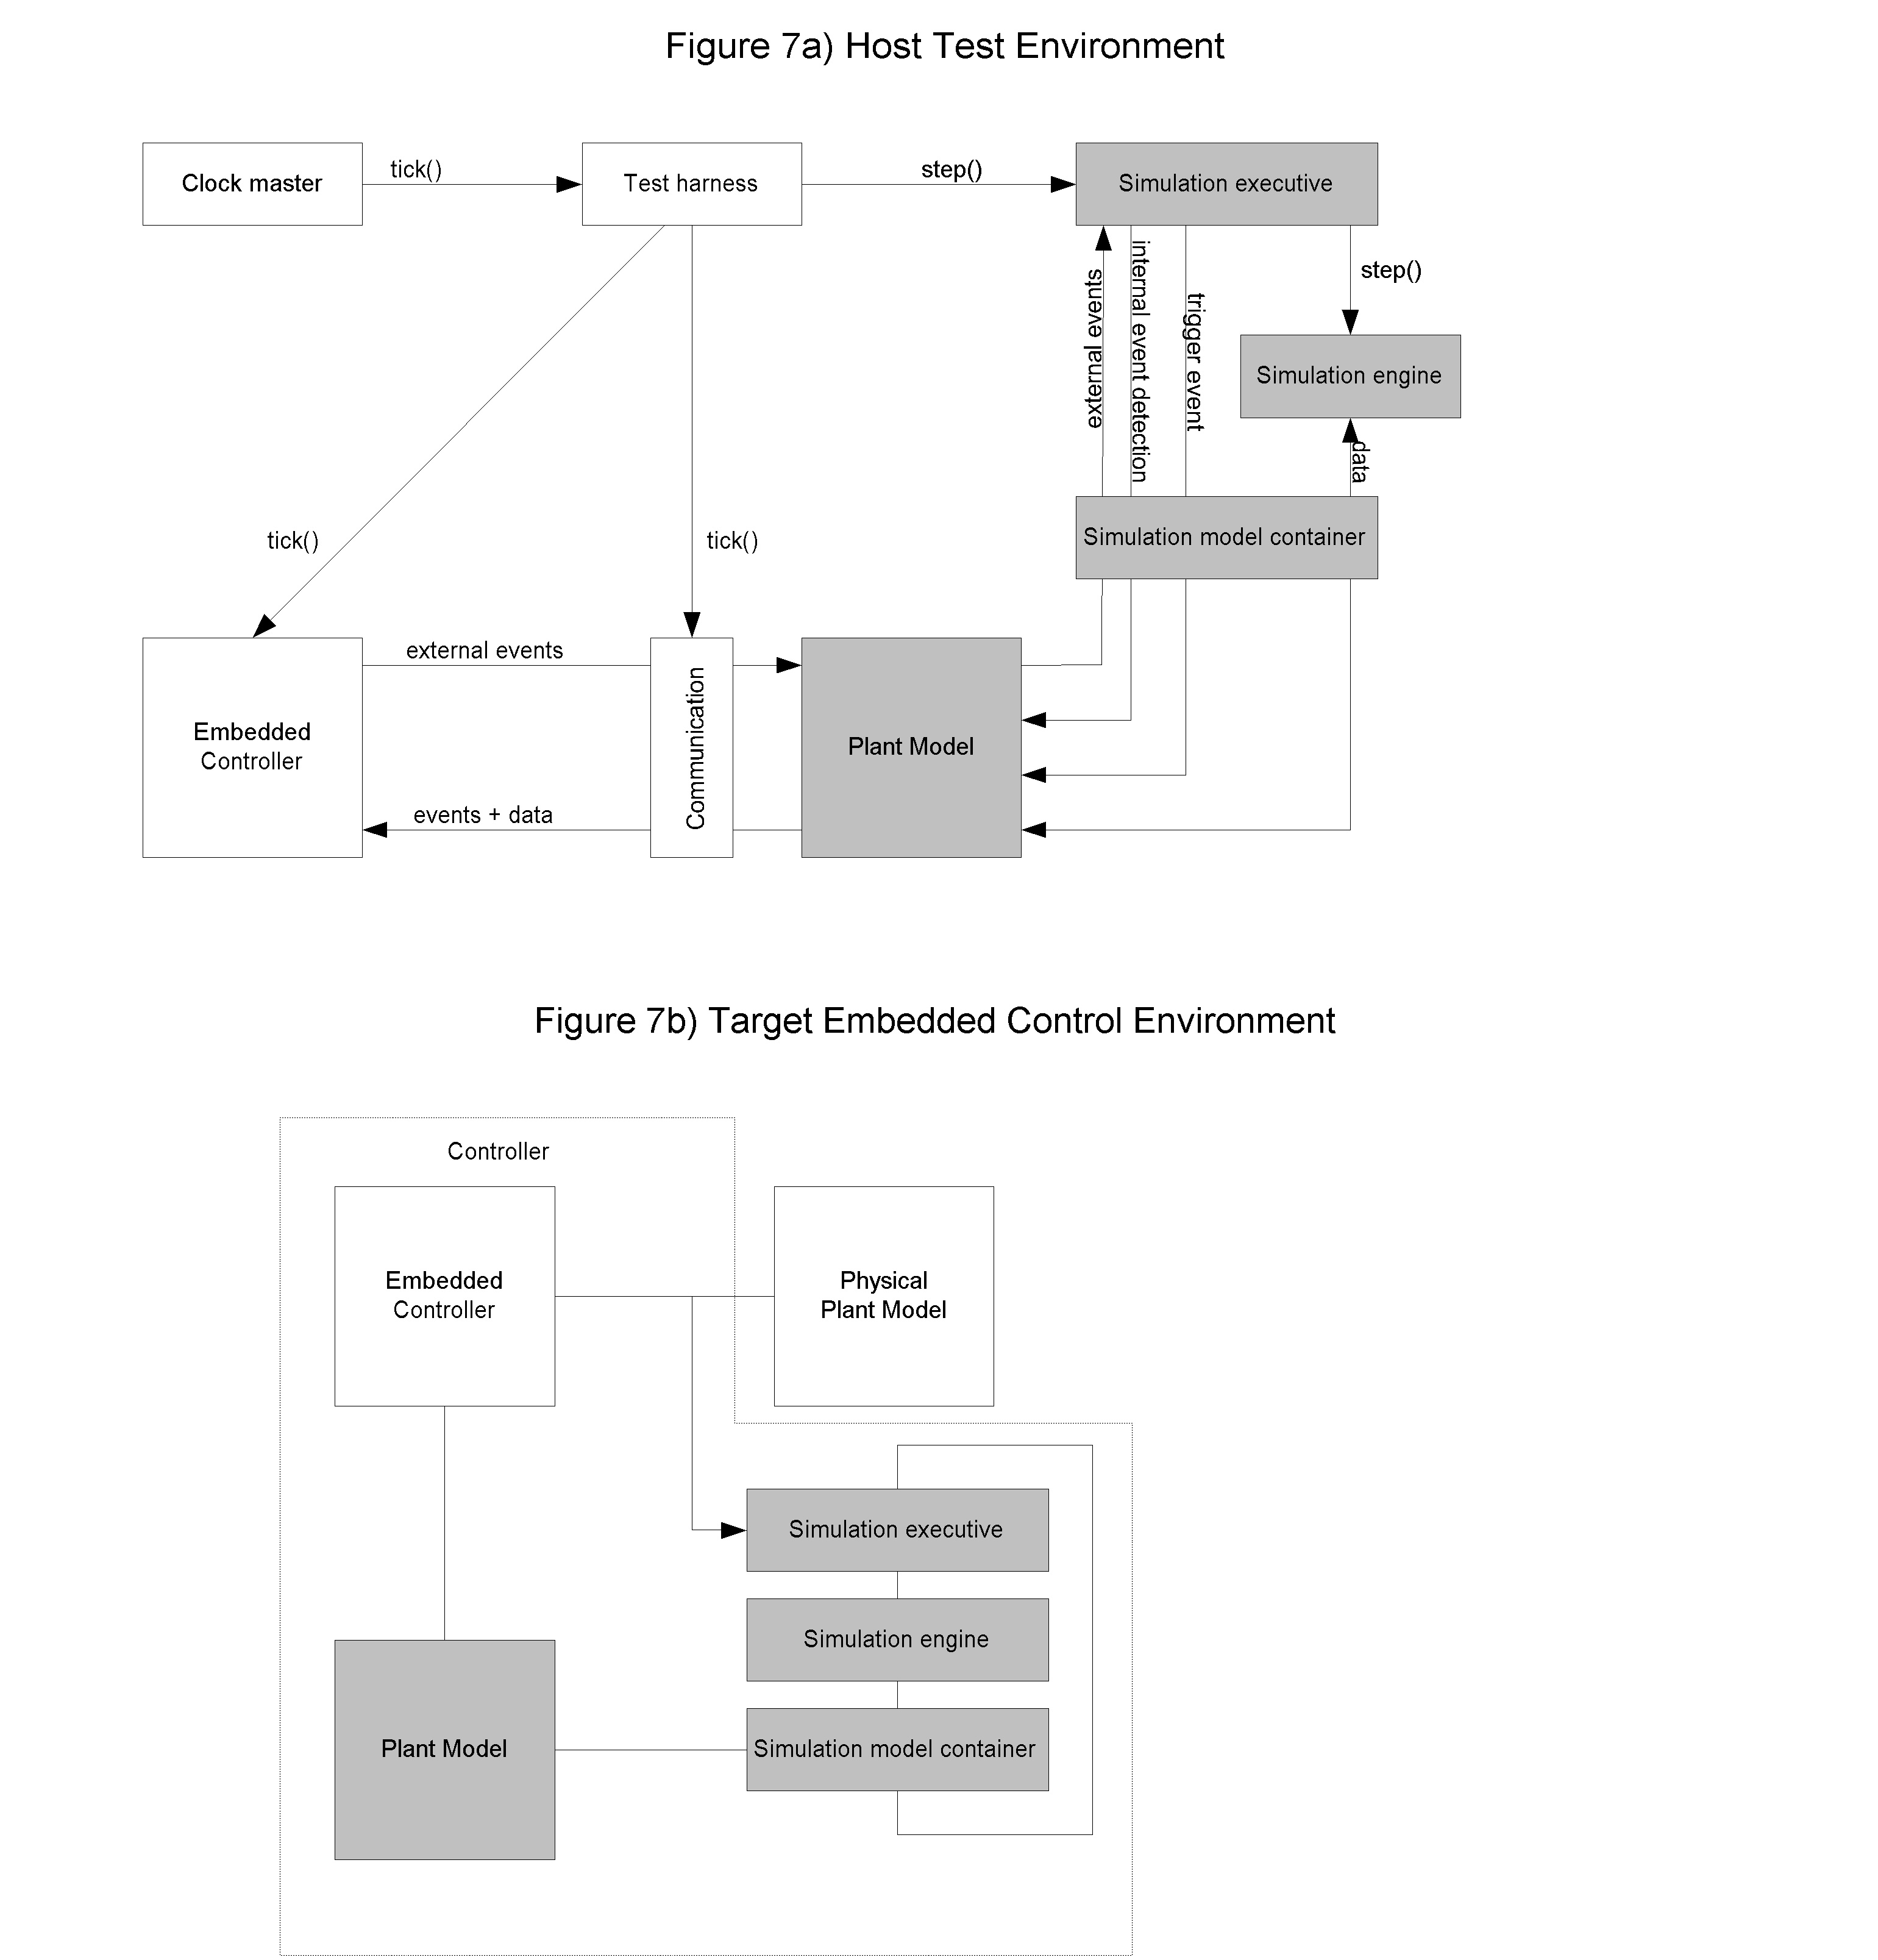 Figure 7a) Host Test Environment
Clock master
tick()
Test harness
step()
Simulation executive
external events
internal event detection
trigger event
step()
Simulation engine
data
Simulation model container
tick()
tick()
external events
Embedded
Controller
Communication
Plant Model
events + data
Figure 7b) Target Embedded Control Environment
Controller
Embedded
Controller
Physical
Plant Model
Simulation executive
Simulation engine
Plant Model
Simulation model container